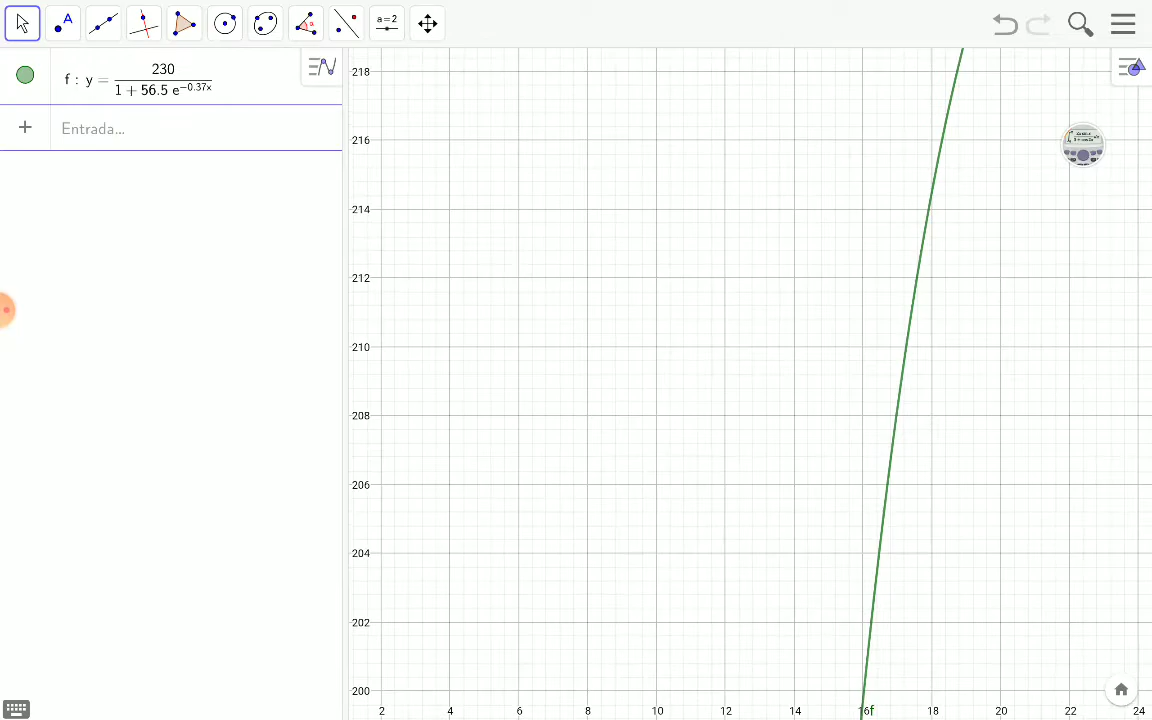 A
α
a=2
f : y = 230 / 1 + 56.5 e^−0.37x
+ Entrada...
218
216
214
212
210
208
206
204
202
200
2 4 6 8 10 12 14 16 f 18 20 22 24